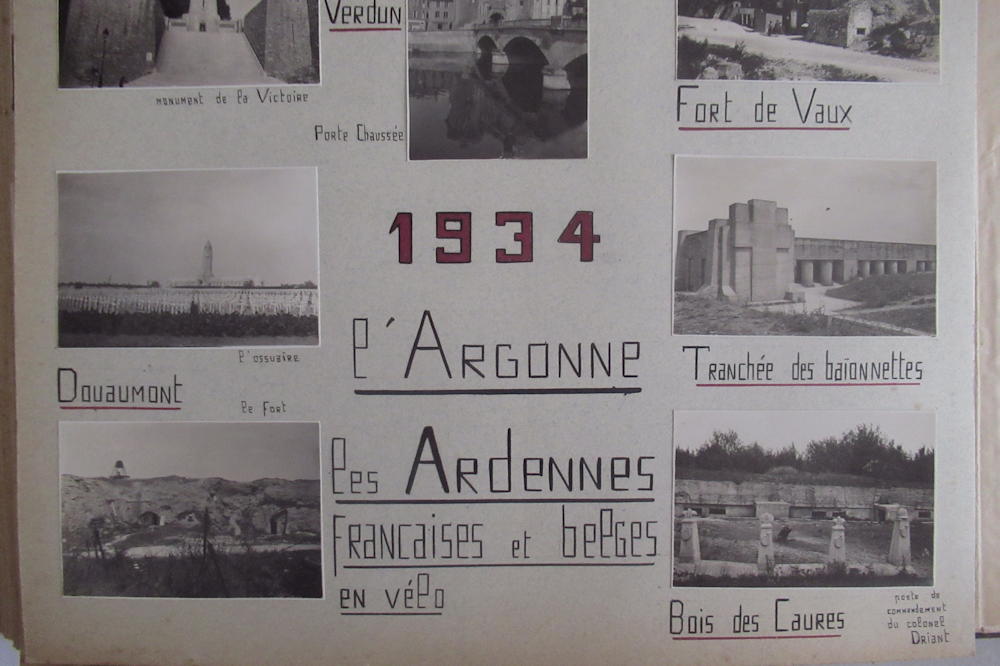 Verdun
monument de la Victoire
Porte Chaussée
Fort de Vaux
1934
l'Argonne
l'ossuaire
Douaumont
le Fort
Tranchée des baïonnettes
les Ardennes
Francaises et belges
en vélo
Bois des Caures
poste de
commandement
du colonel
Driant